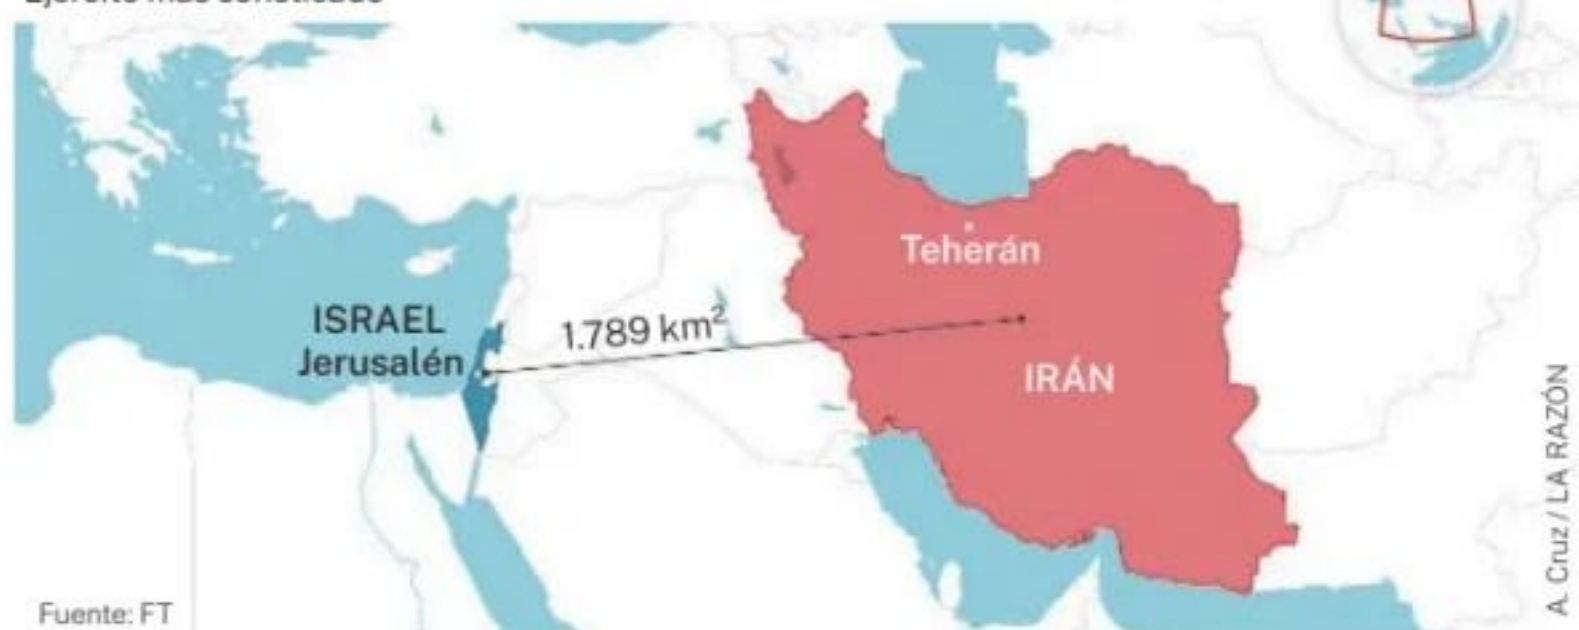 Teherán
ISRAEL
Jerusalén
1.789 km²
IRÁN
Fuente: FT
A. Cruz / LA RAZÓN